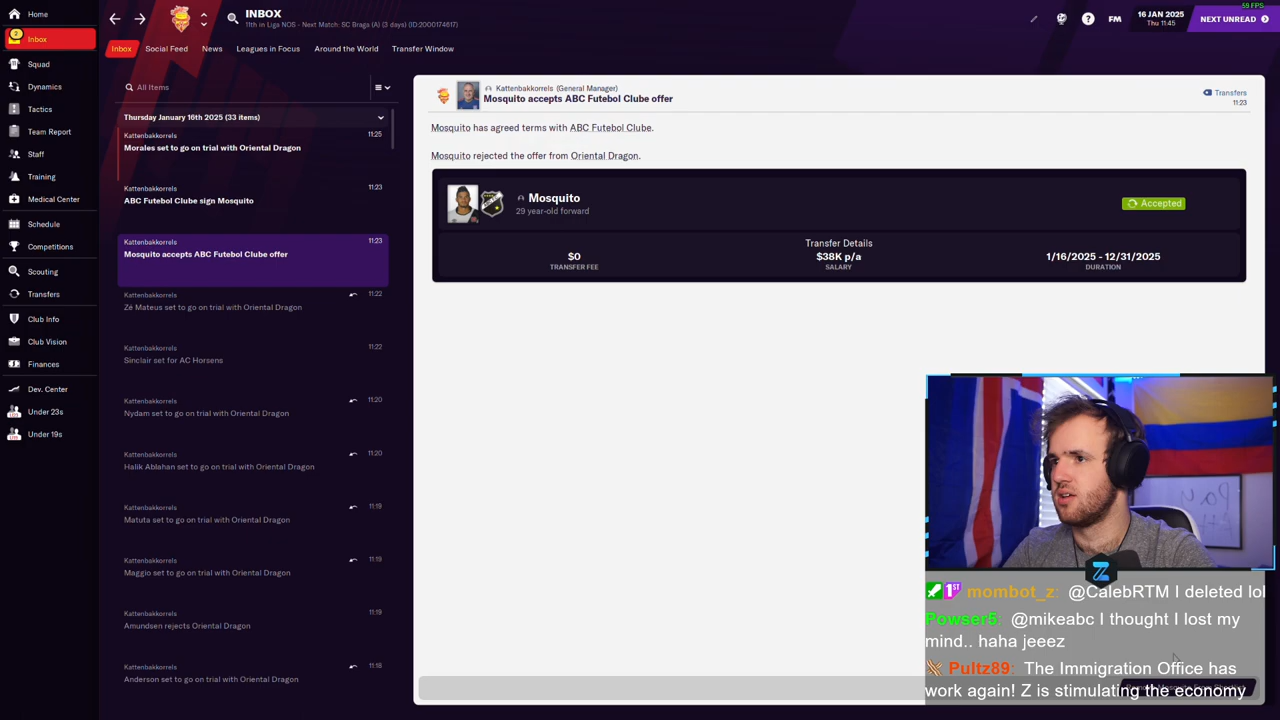 Home
2
Inbox
Squad
Dynamics
Tactics
Team Report
Staff
Training
Medical Center
Schedule
Competitions
Scouting
Transfers
Club Info
Club Vision
Finances
Dev. Center
Under 23s
Under 19s
INBOX
11th in Liga NOS - Next Match: SC Braga (A) (3 days) (ID:2000174617)
59 FPS
FM
16 JAN 2025
Thu 11:45
NEXT UNREAD
Inbox Social Feed News Leagues in Focus Around the World Transfer Window
All Items
Thursday January 16th 2025 (33 items)
Kattenbakkorrels 11:25
Morales set to go on trial with Oriental Dragon
Kattenbakkorrels 11:23
ABC Futebol Clube sign Mosquito
Kattenbakkorrels 11:23
Mosquito accepts ABC Futebol Clube offer
Kattenbakkorrels 11:22
Zé Mateus set to go on trial with Oriental Dragon
Kattenbakkorrels 11:22
Sinclair set for AC Horsens
Kattenbakkorrels 11:20
Nydam set to go on trial with Oriental Dragon
Kattenbakkorrels 11:20
Halik Ablahan set to go on trial with Oriental Dragon
Kattenbakkorrels 11:19
Matuta set to go on trial with Oriental Dragon
Kattenbakkorrels 11:19
Maggio set to go on trial with Oriental Dragon
Kattenbakkorrels 11:19
Amundsen rejects Oriental Dragon
Kattenbakkorrels 11:18
Anderson set to go on trial with Oriental Dragon
Kattenbakkorrels (General Manager)
Mosquito accepts ABC Futebol Clube offer
Transfers
11:23
Mosquito has agreed terms with ABC Futebol Clube.
Mosquito rejected the offer from Oriental Dragon.
Mosquito
29 year-old forward
Accepted
Transfer Details
$0 $38K p/a 1/16/2025 - 12/31/2025
TRANSFER FEE SALARY DURATION
Z
1ST mombot_z: @CalebRTM I deleted lol
Powser5: @mikeabc I thought I lost my
mind.. haha jeeez
Pultz89: The Immigration Office has
work again! Z is stimulating the economy